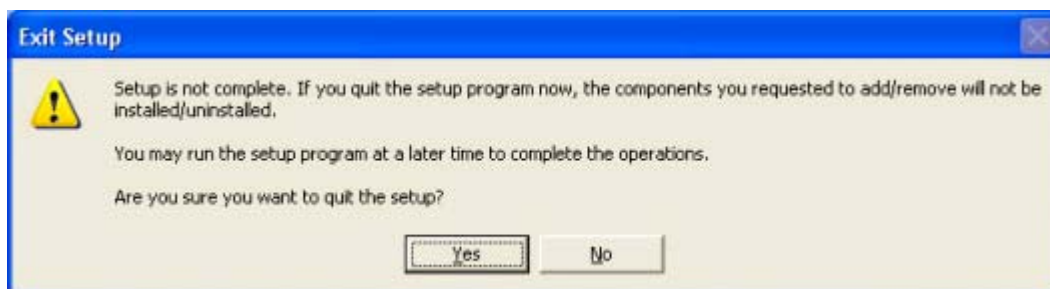 Exit Setup
Setup is not complete. If you quit the setup program now, the components you requested to add/remove will not be
installed/uninstalled.
You may run the setup program at a later time to complete the operations.
Are you sure you want to quit the setup?
Yes No